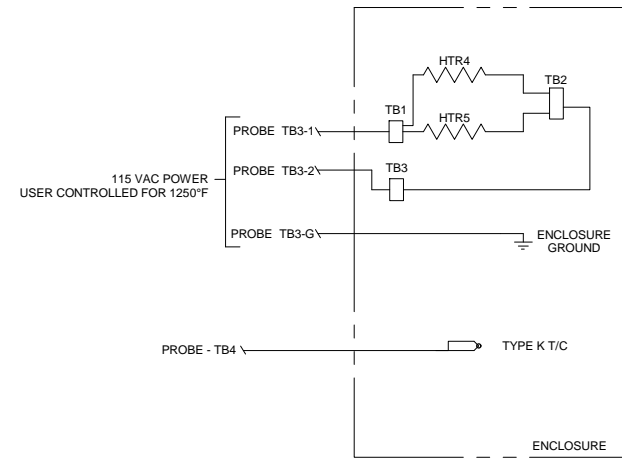 HTR4
TB2
TB1
HTR5
PROBE TB3-1
115 VAC POWER
USER CONTROLLED FOR 1250°F
PROBE TB3-2
TB3
PROBE TB3-G
ENCLOSURE
GROUND
PROBE - TB4
TYPE K T/C
ENCLOSURE